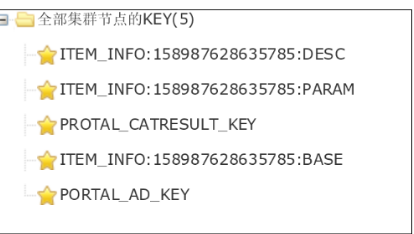 全部集群节点的KEY(5)
ITEM_INFO:158987628635785:DESC
ITEM_INFO:158987628635785:PARAM
PROTAL_CATRESULT_KEY
ITEM_INFO:158987628635785:BASE
PORTAL_AD_KEY